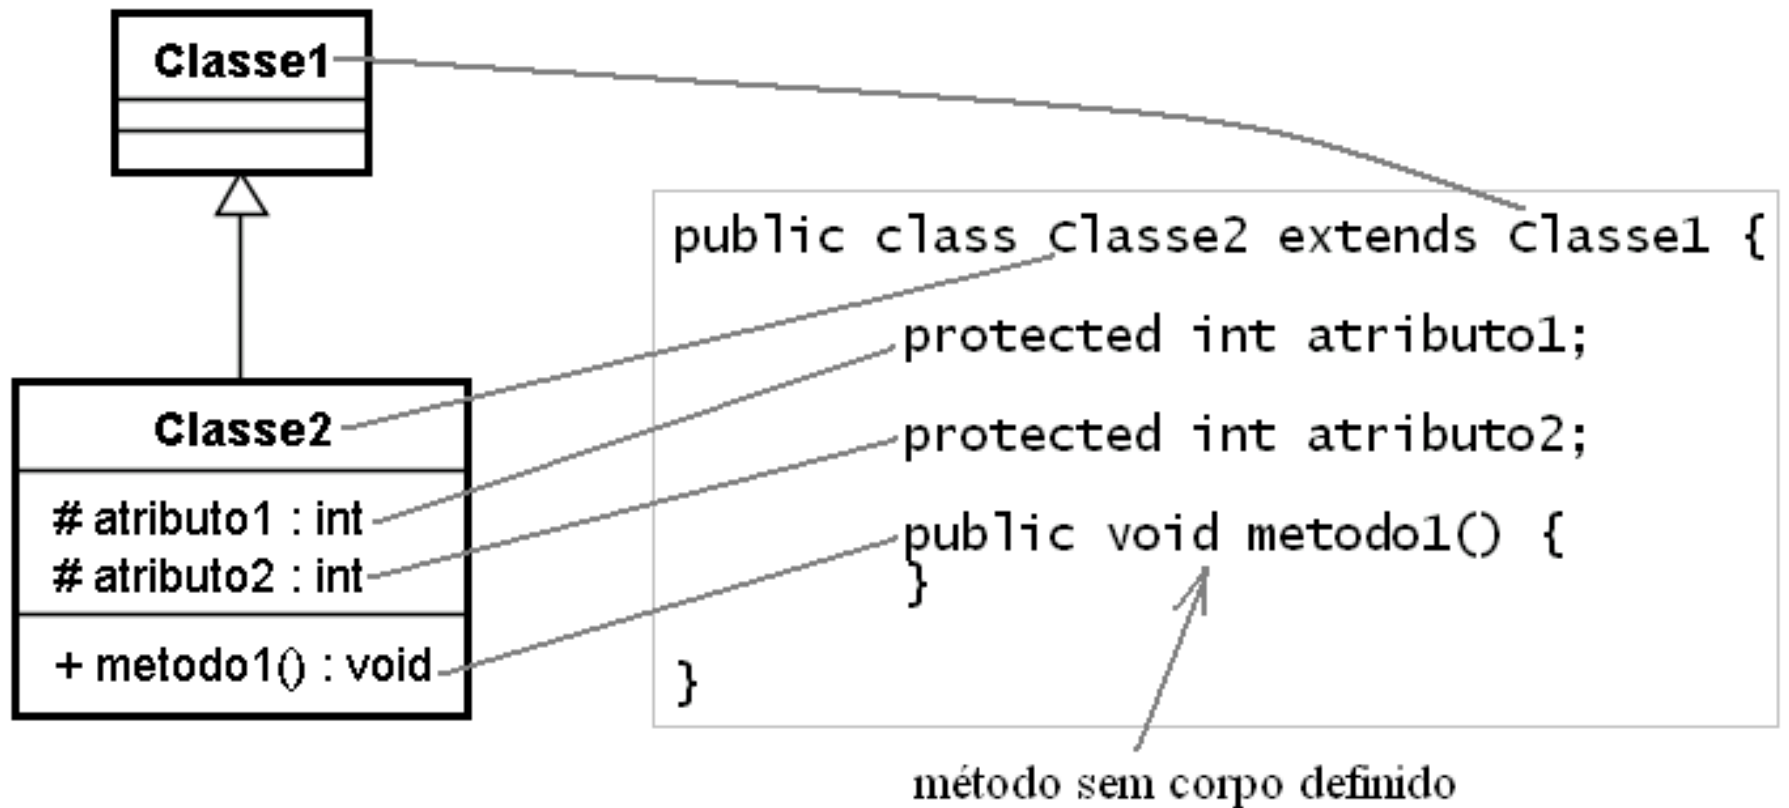 Classe1
Classe2
# atributo1 : int
# atributo2 : int
+ metodo1() : void
public class Classe2 extends Classe1 {
protected int atributo1;
protected int atributo2;
public void metodo1() {
}
}
método sem corpo definido